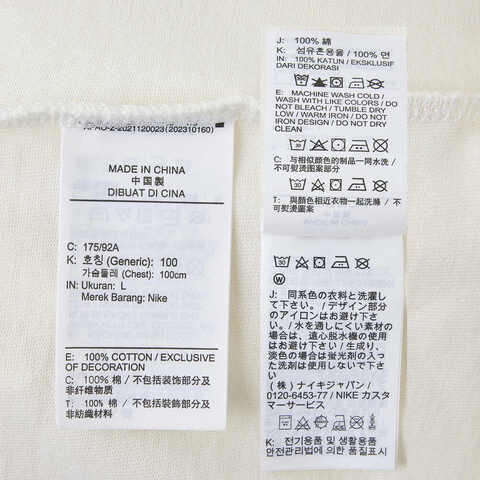 MADE IN CHINA
中国製
DIBUAT DI CINA
C: 175/92A
K: 호칭 (Generic): 100
가슴둘레 (Chest): 100cm
IN: Ukuran: L
Merek Barang: Nike
E: 100% COTTON / EXCLUSIVE
OF DECORATION
C: 100% 棉 / 不包括装饰部分及
非纤维物质
T: 100% 棉 / 不包括裝飾部分及
非紡織材料
J: 100% 綿
K: 섬유혼용율 / 100% 면
IN: 100% KATUN / EKSKLUSIF
DARI DEKORASI
E: MACHINE WASH COLD /
WASH WITH LIKE COLORS / DO
NOT BLEACH / TUMBLE DRY
LOW / WARM IRON / DO NOT
IRON DESIGN / DO NOT DRY
CLEAN
C: 与相似颜色的制品一同水洗 /
不可熨烫图案部分
T: 與顏色相近衣物一起洗滌 / 不
可熨燙圖案
J: 同系色の衣料と洗濯して
下さい / デザイン部分
のアイロンはお避け下さ
い / 水を通しにくい素材の
場合は、遠心脱水機の使用
はお避け下さい / 生成り、
淡色の場合は蛍光剤の入っ
た洗剤は使用しないで下さ
い
(株) ナイキジャパン /
0120-6453-77 / NIKE カスタ
マーサービス
K: 전기용품 및 생활용품
안전관리법에 의한 품질표시